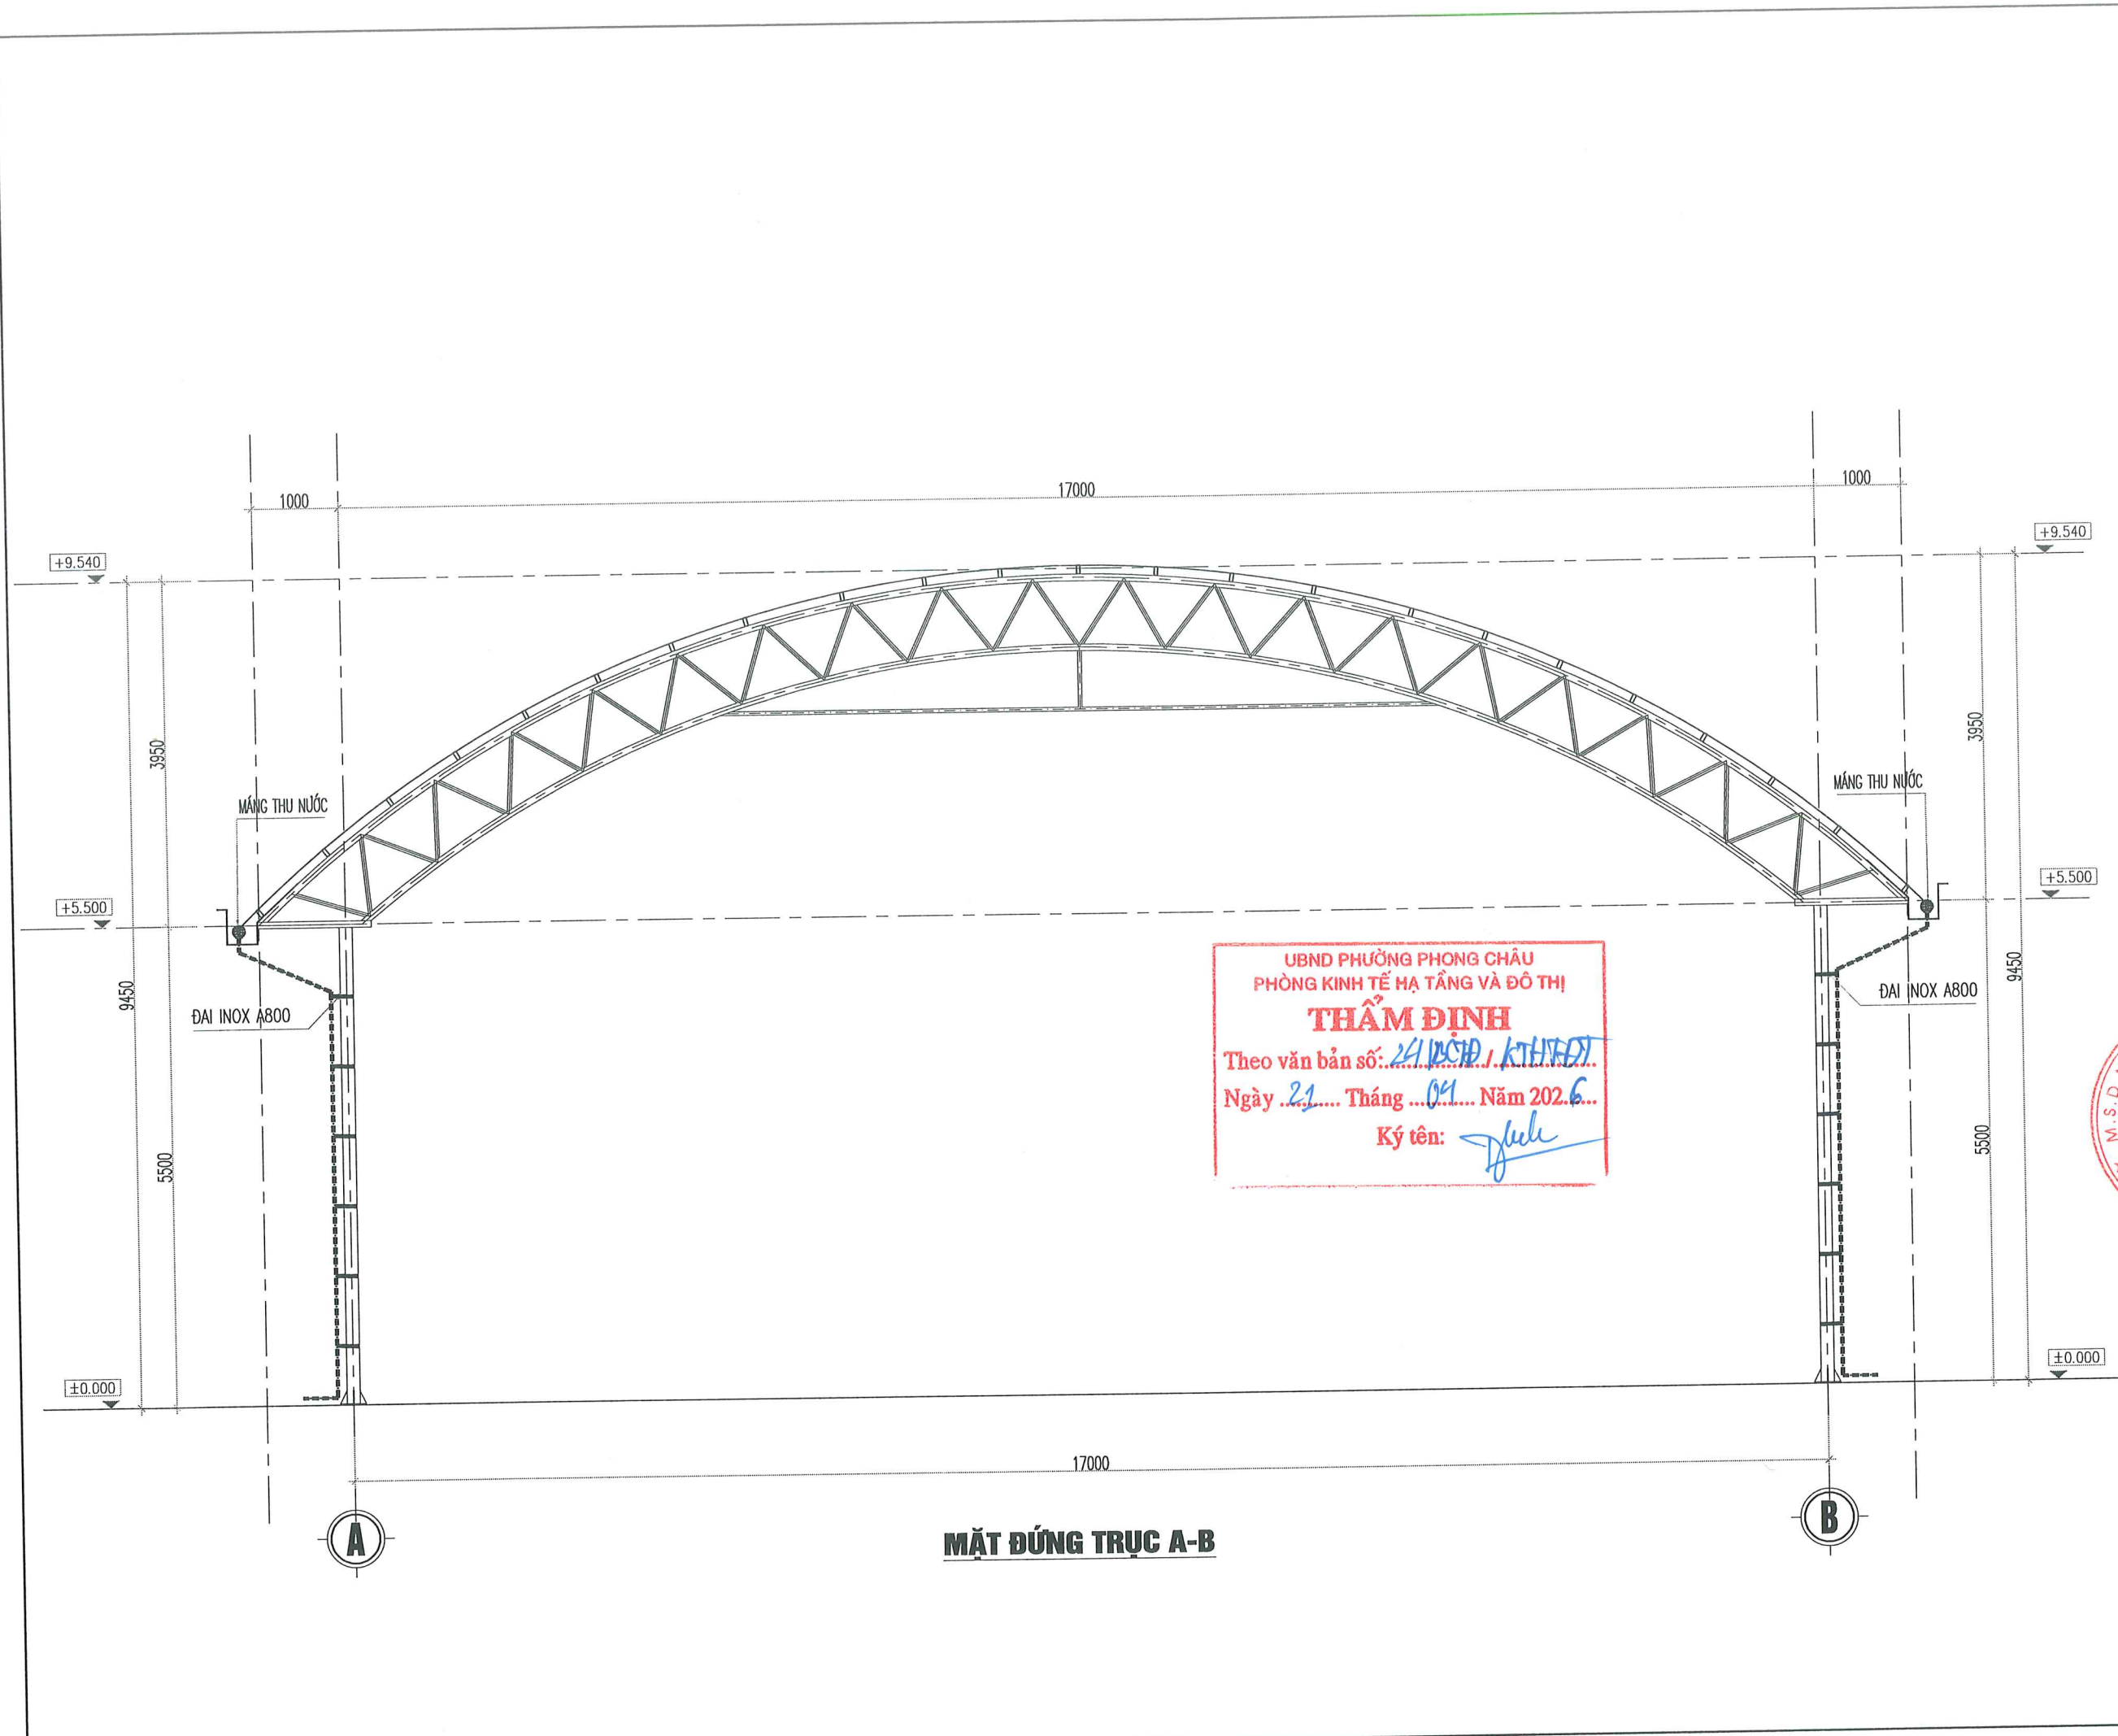 1000
17000
1000
+9.540
+9.540
3950
3950
MÁNG THU NƯỚC
MÁNG THU NƯỚC
+5.500
+5.500
9450
9450
ĐAI INOX A800
ĐAI INOX A800
UBND PHƯỜNG PHONG CHÂU
PHÒNG KINH TẾ HẠ TẦNG VÀ ĐÔ THỊ
THẨM ĐỊNH
Theo văn bản số: 24/BCTĐ / KTHTĐT
Ngày 21 Tháng 04 Năm 2026
Ký tên:
M.S.D
5500
5500
±0.000
±0.000
17000
A
B
MẶT ĐỨNG TRỤC A-B